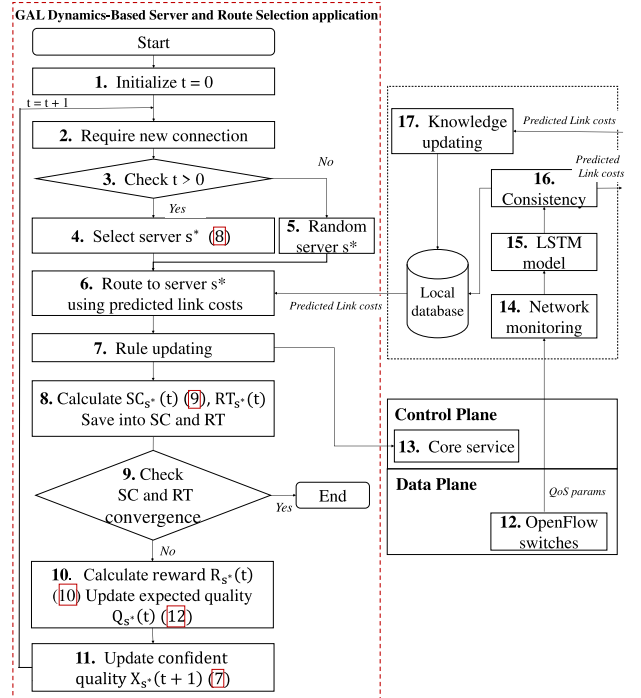 GAL Dynamics-Based Server and Route Selection application
Start
1. Initialize t = 0
t = t + 1
2. Require new connection
3. Check t > 0
No
Yes
4. Select server s* (8)
5. Random
server s*
6. Route to server s*
using predicted link costs
7. Rule updating
8. Calculate SCs*(t) (9), RTs*(t)
Save into SC and RT
9. Check
SC and RT
convergence
Yes
End
No
10. Calculate reward Rs*(t)
(10) Update expected quality
Qs*(t) (12)
11. Update confident
quality Xs*(t + 1) (7)
17. Knowledge
updating
Predicted Link costs
Predicted
Link costs
16.
Consistency
15. LSTM
model
14. Network
monitoring
Local
database
Predicted Link costs
Control Plane
13. Core service
Data Plane
QoS params
12. OpenFlow
switches